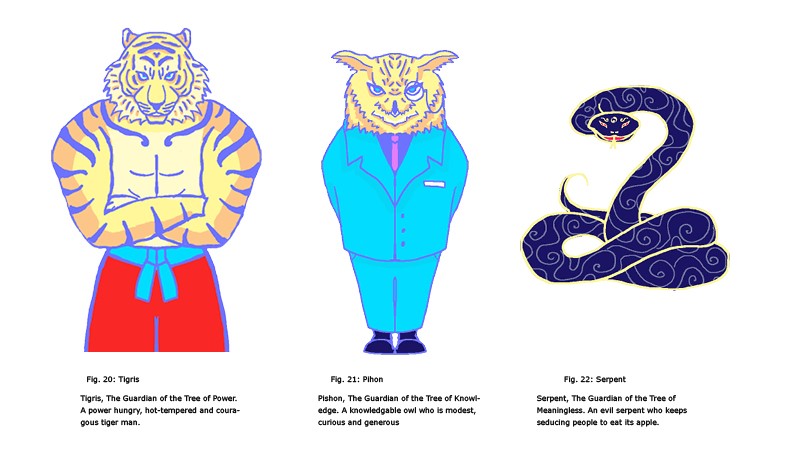 Fig. 20: Tigris
Tigris, The Guardian of the Tree of Power.
A power hungry, hot-tempered and coura-
gous tiger man.
Fig. 21: Pihon
Pishon, The Guardian of the Tree of Knowl-
edge. A knowledgable owl who is modest,
curious and generous
Fig. 22: Serpent
Serpent, The Guardian of the Tree of
Meaningless. An evil serpent who keeps
seducing people to eat its apple.